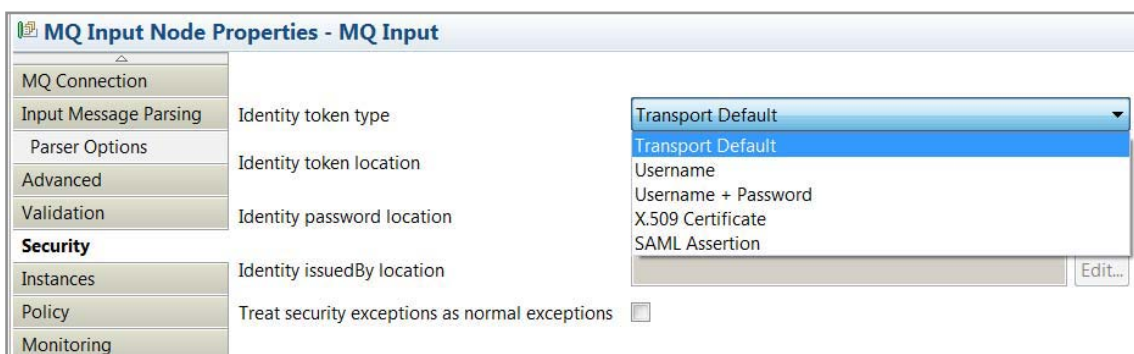 MQ Input Node Properties - MQ Input
MQ Connection
Input Message Parsing
Parser Options
Advanced
Validation
Security
Instances
Policy
Monitoring
Identity token type
Transport Default
Transport Default
Username
Username + Password
X.509 Certificate
SAML Assertion
Identity token location
Identity password location
Identity issuedBy location
Edit...
Treat security exceptions as normal exceptions